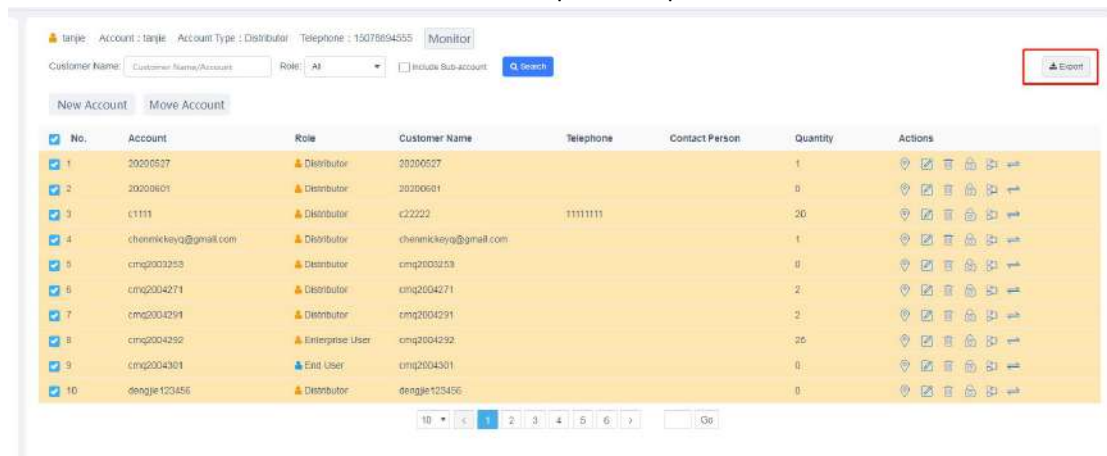 tanjie Account : tanjie Account Type : Distributor Telephone : 15078694555 Monitor
Customer Name: Customer Name/Account Role: All Include Sub-account Search Export
New Account Move Account
No. Account Role Customer Name Telephone Contact Person Quantity Actions
1 20200527 Distributor 20200527 1
2 20200601 Distributor 20200601 0
3 c1111 Distributor c22222 11111111 20
4 chenmickeyq@gmail.com Distributor chenmickeyq@gmail.com 1
5 cmq2003253 Distributor cmq2003253 0
6 cmq2004271 Distributor cmq2004271 2
7 cmq2004291 Distributor cmq2004291 2
8 cmq2004292 Enterprise User cmq2004292 26
9 cmq2004301 End User cmq2004301 0
10 dengjie123456 Distributor dengjie123456 0
10 < 1 2 3 4 5 6 > Go